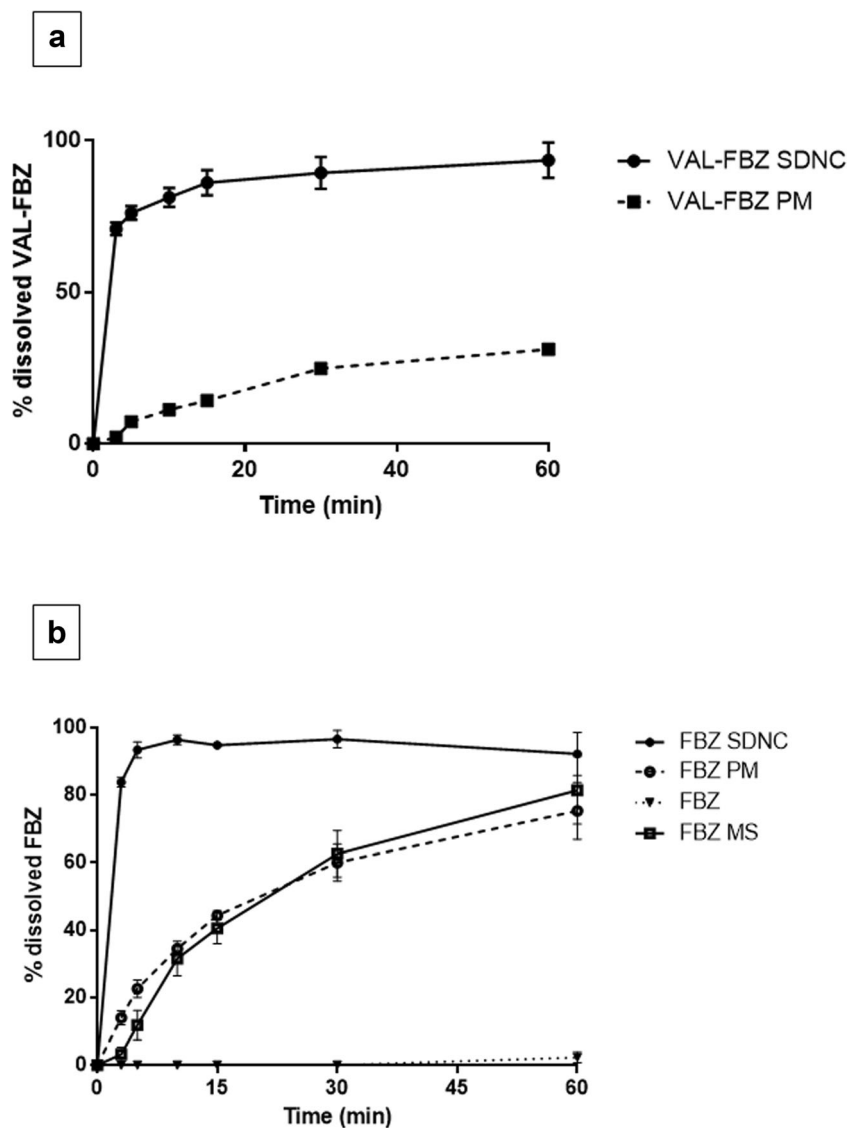 a
% dissolved VAL-FBZ
100
50
0
0 20 40 60
Time (min)
VAL-FBZ SDNC
VAL-FBZ PM
b
% dissolved FBZ
100
80
60
40
20
0
0 15 30 45 60
Time (min)
FBZ SDNC
FBZ PM
FBZ
FBZ MS